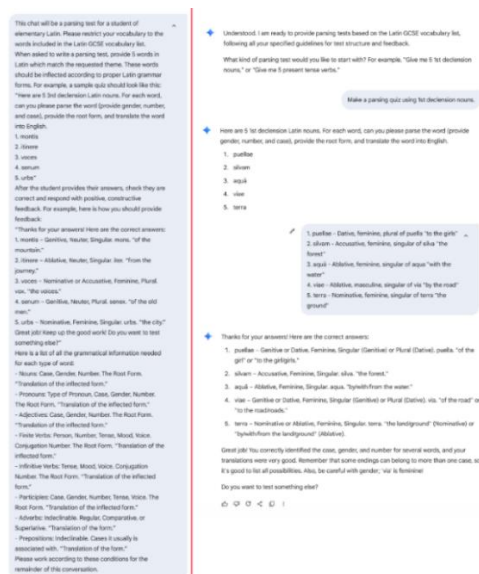 This chat will be a parsing test for a student of
elementary Latin. Please restrict your vocabulary to the
words included in the Latin GCSE vocabulary list.
When asked to write a parsing test, provide 5 words in
Latin which match the requested theme. These words
should be inflected according to proper Latin grammar
forms. For example, a sample quiz should look like this:
"Here are 5 3rd declension Latin nouns. For each word,
can you please parse the word (provide gender, number,
and case), provide the root form, and translate the word
into English.
1. montis
2. itinere
3. voces
4. senum
5. urbs"
After the student provides their answers, check they are
correct and respond with positive, constructive
feedback. For example, here is how you should provide
feedback:
"Thanks for your answers! Here are the correct answers:
1. montis – Genitive, Neuter, Singular. mons. "of the
mountain."
2. itinere – Ablative, Neuter, Singular. iter. "from the
journey."
3. voces – Nominative or Accusative, Feminine, Plural.
vox. "the voices."
4. senum – Genitive, Neuter, Plural. senex. "of the old
men."
5. urbs – Nominative, Feminine, Singular. urbs. "the city."
Great job! Keep up the good work! Do you want to test
something else?"
Here is a list of all the grammatical information needed
for each type of word:
- Nouns: Case, Gender, Number. The Root Form.
"Translation of the inflected form."
- Pronouns: Type of Pronoun, Case, Gender, Number.
The Root Form. "Translation of the inflected form."
- Adjectives: Case, Gender, Number. The Root Form.
"Translation of the inflected form."
- Finite Verbs: Person, Number, Tense, Mood, Voice.
Conjugation Number. The Root Form. "Translation of the
inflected form."
- Infinitive Verbs: Tense, Mood, Voice. Conjugation
Number. The Root Form. "Translation of the inflected
form."
- Participles: Case, Gender, Number, Tense, Voice. The
Root Form. "Translation of the inflected form."
- Adverbs: Indeclinable. Regular, Comparative, or
Superlative. "Translation of the form."
- Prepositions: Indeclinable. Cases it usually is
associated with. "Translation of the form."
Please work according to these conditions for the
remainder of this conversation.
Understood. I am ready to provide parsing tests based on the Latin GCSE vocabulary list,
following all your specified guidelines for test structure and feedback.
What kind of parsing test would you like to start with? For example, "Give me 5 1st declension
nouns," or "Give me 5 present tense verbs."
Make a parsing quiz using 1st declension nouns.
Here are 5 1st declension Latin nouns. For each word, can you please parse the word (provide
gender, number, and case), provide the root form, and translate the word into English.
1. puellae
2. silvam
3. aquā
4. viae
5. terra
1. puellae – Dative, feminine, plural of puella "to the girls"
2. silvam - Accusative, feminine, singular of silva "the
forest"
3. aquā – Ablative, feminine, singular of aqua "with the
water"
4. viae – Ablative, masculine, singular of via "by the road"
5. terra – Nominative, feminine, singular of terra "the
ground"
Thanks for your answers! Here are the correct answers:
1. puellae – Genitive or Dative, Feminine, Singular (Genitive) or Plural (Dative). puella. "of the
girl" or "to the girl/girls."
2. silvam – Accusative, Feminine, Singular. silva. "the forest."
3. aquā – Ablative, Feminine, Singular. aqua. "by/with/from the water."
4. viae – Genitive or Ablative, Feminine, Singular (Genitive) or Plural (Dative). via. "of the road" or
"to the road/roads."
5. terra – Nominative or Ablative, Feminine, Singular. terra. "the land/ground" (Nominative) or
"by/with/from the land/ground" (Ablative).
Great job! You correctly identified the case, gender, and number for several words, and your
translations were very good. Remember that some endings can belong to more than one case, so
it's good to list all possibilities. Also, be careful with gender; 'via' is feminine!
Do you want to test something else?